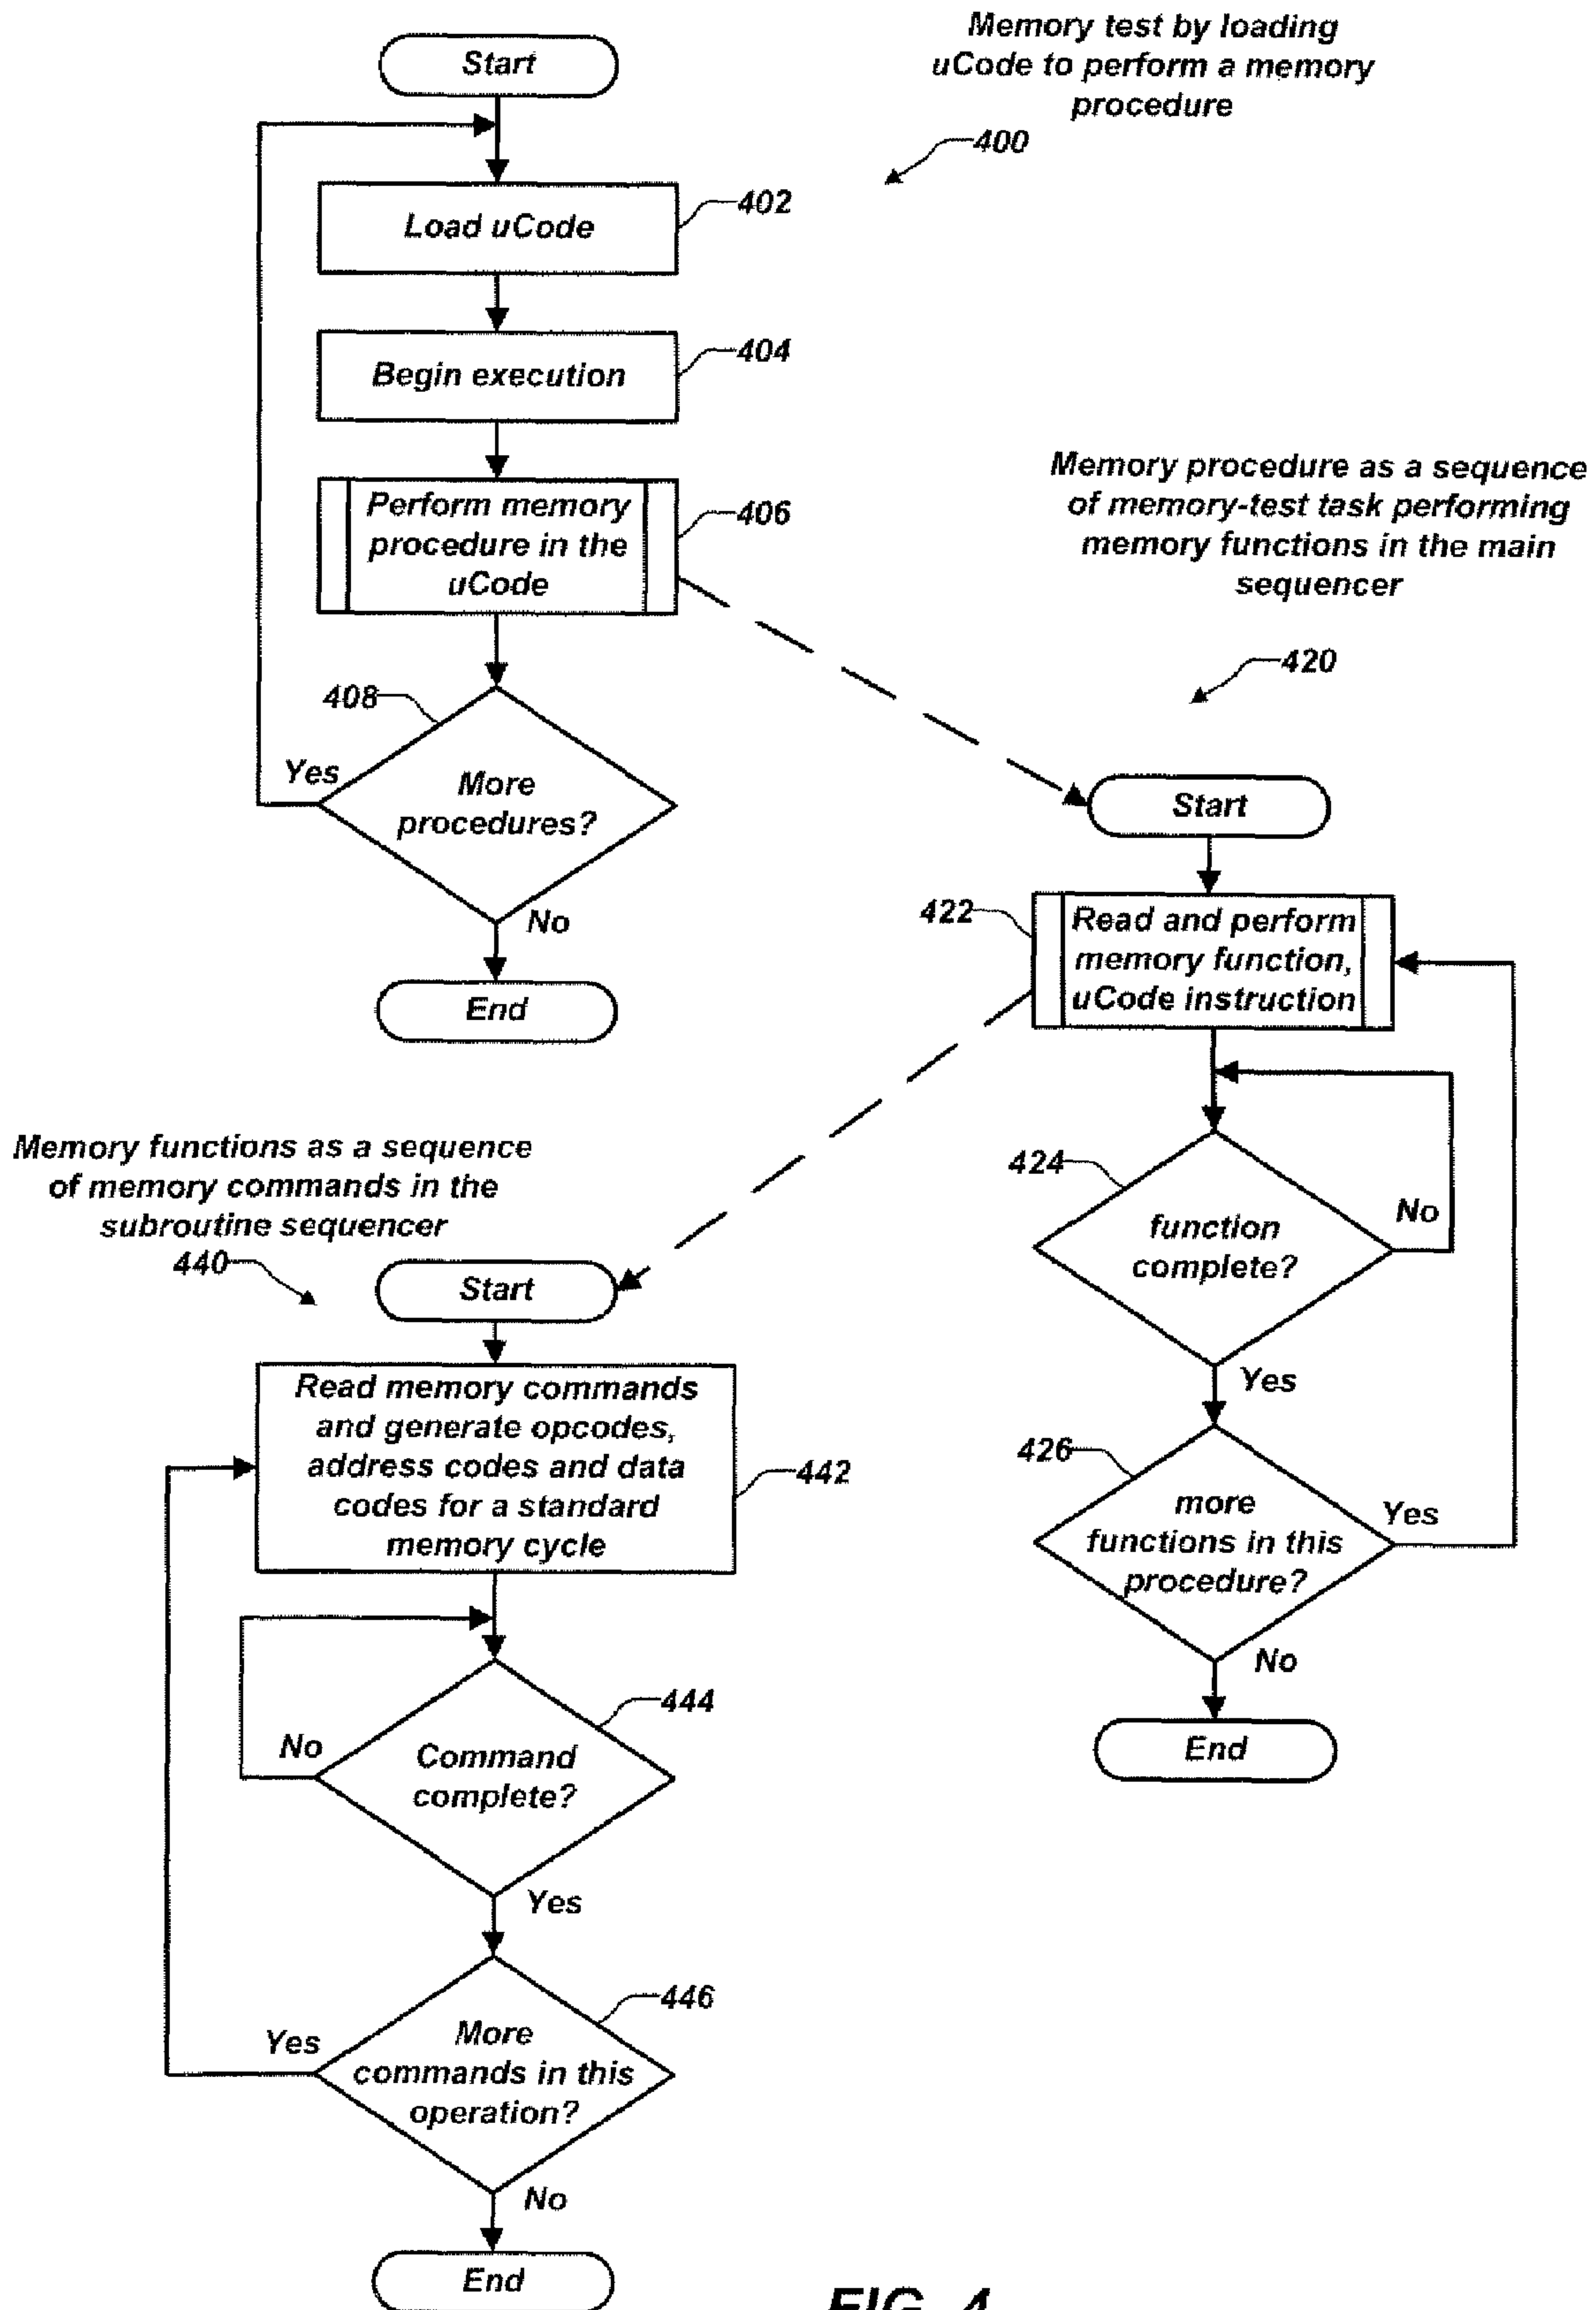 Start
Memory test by loading
uCode to perform a memory
procedure
400
Load uCode
402
Begin execution
404
Perform memory
procedure in the
uCode
406
Memory procedure as a sequence
of memory-test task performing
memory functions in the main
sequencer
420
408
Yes
More
procedures?
No
End
Start
422
Read and perform
memory function,
uCode instruction
424
function
complete?
No
Yes
426
more
functions in this
procedure?
Yes
No
End
Memory functions as a sequence
of memory commands in the
subroutine sequencer
440
Start
Read memory commands
and generate opcodes,
address codes and data
codes for a standard
memory cycle
442
444
No
Command
complete?
Yes
446
Yes
More
commands in this
operation?
No
End
FIG. 4